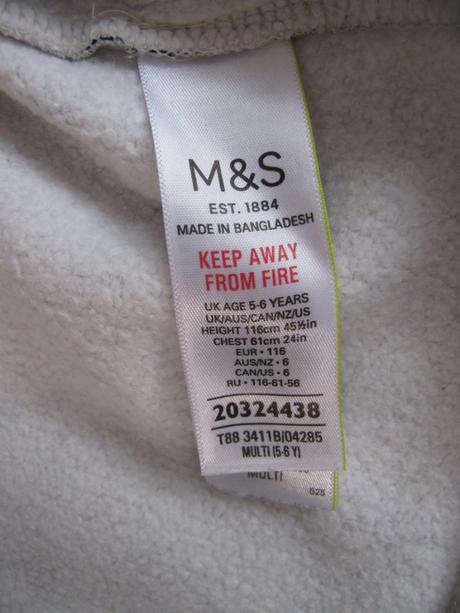 M&S
EST. 1884
MADE IN BANGLADESH
KEEP AWAY
FROM FIRE
UK AGE 5-6 YEARS
UK/AUS/CAN/NZ/US
HEIGHT 116cm 45½in
CHEST 61cm 24in
EUR • 116
AUS/NZ • 6
CAN/US • 6
RU • 116-61-56
20324438
T88 3411B/04285
MULTI (5-6 Y)
MULTI
S25